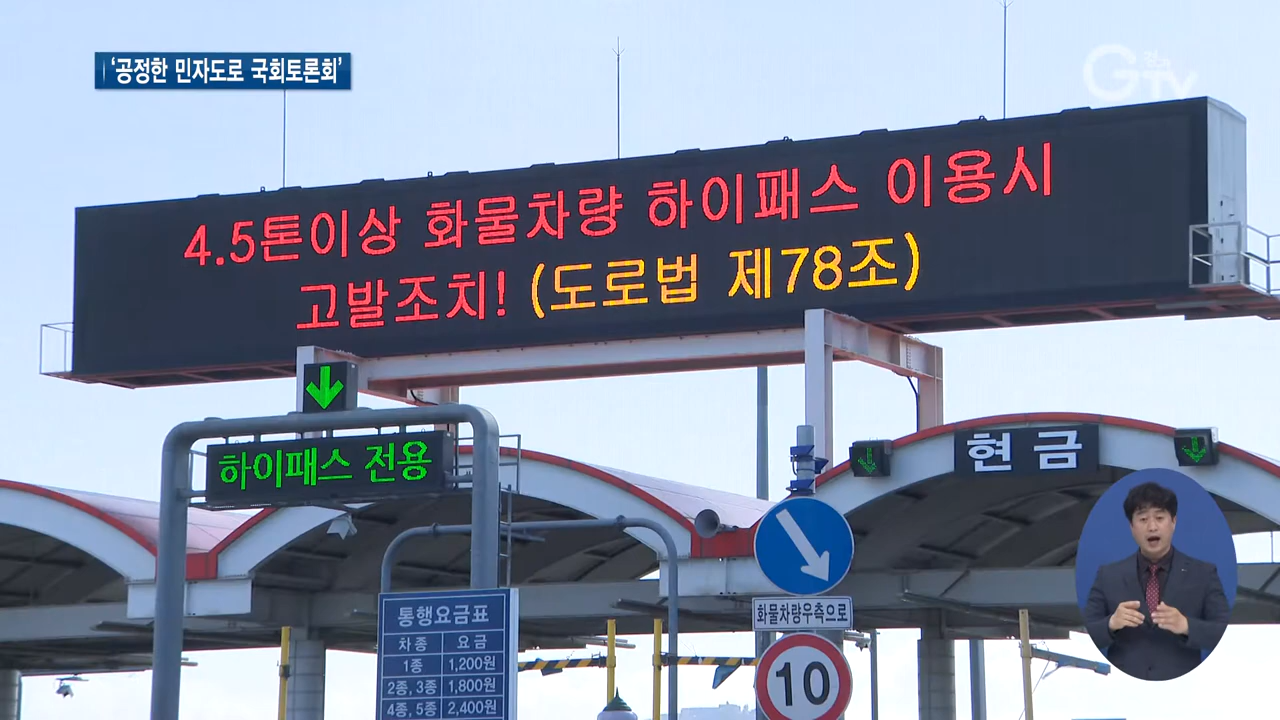 ‘공정한 민자도로 국회토론회’
GTV
4.5톤이상 화물차량 하이패스 이용시
고발조치! (도로법 제78조)
하이패스 전용
현 금
통행요금표
차종 요금
1종 1,200원
2종, 3종 1,800원
4종, 5종 2,400원
화물차량우측으로
10